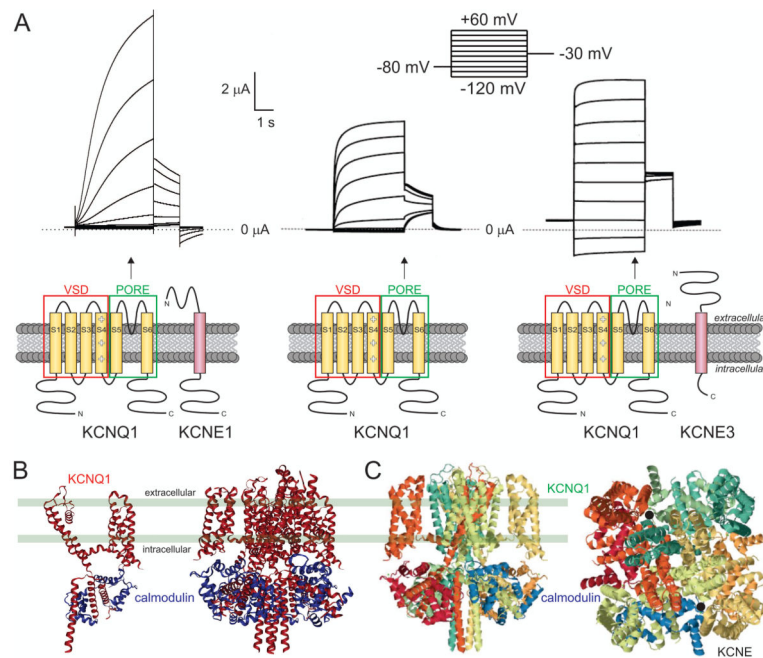 A
+60 mV
-80 mV
-30 mV
-120 mV
2 μA
1 s
0 μA
0 μA
VSD PORE
N
S1 S2 S3 S4 S5 S6
N
C
C
KCNQ1 KCNE1
VSD PORE
S1 S2 S3 S4 S5 S6
N
C
KCNQ1
VSD PORE
N
S1 S2 S3 S4 S5 S6
extracellular
intracellular
N
C
C
KCNQ1 KCNE3
B
KCNQ1
extracellular
intracellular
calmodulin
C
KCNQ1
calmodulin
KCNE